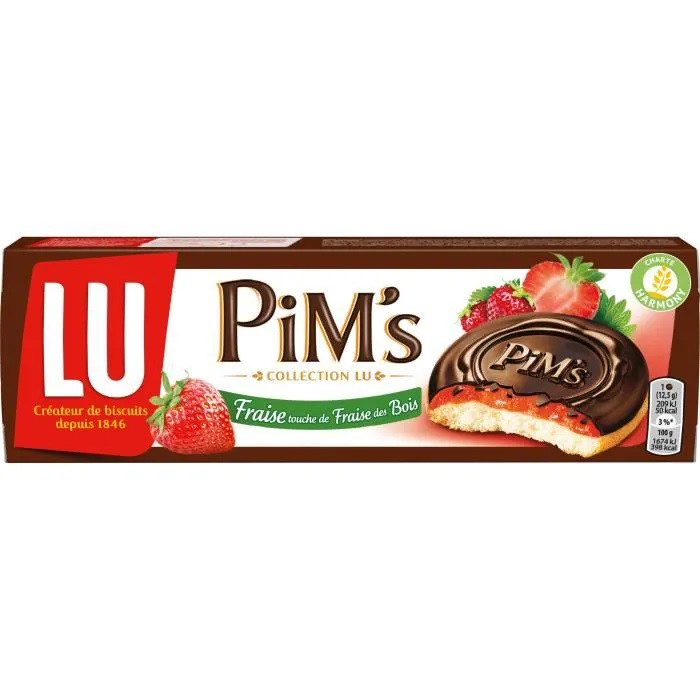 LU
Créateur de biscuits
depuis 1846
PiM's
COLLECTION LU
Fraise touche de Fraise des Bois
PiM's
CHARTE
HARMONY
1
(12,5 g)
209 kJ
50 kcal
3%*
100 g
1674 kJ
398 kcal